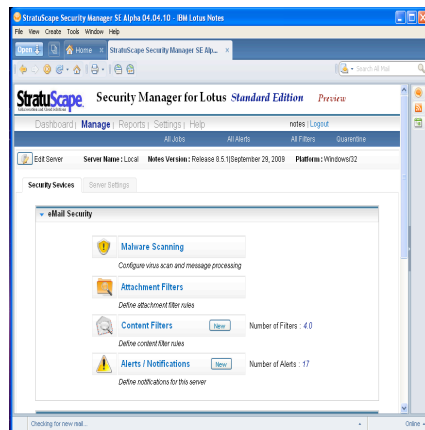 StratuScape Security Manager SE Alpa 04.04.10 - IBM Lotus Notes
File View Create Tools Window Help
Open Home × StratuScape Security Manager SE Alp... ×
Search All Mail
StratuScape Security Manager for Lotus Standard Edition Preview
Dashboard | Manage | Reports | Settings | Help notes | Logout
All Jobs All Alerts All Filters Quarentine
Edit Server Server Name : Local Notes Version : Release 8.5.1|September 29, 2009 Platform : Windows/32
Security Sevices Server Settings
eMail Security
Malware Scanning
Configure virus scan and message processing
Attachment Filters
Define attachment filter rules
Content Filters New Number of Filters : 4.0
Define content filter rules
Alerts / Notifications New Number of Alerts : 17
Define notifications for this server
Checking for new mail... Online